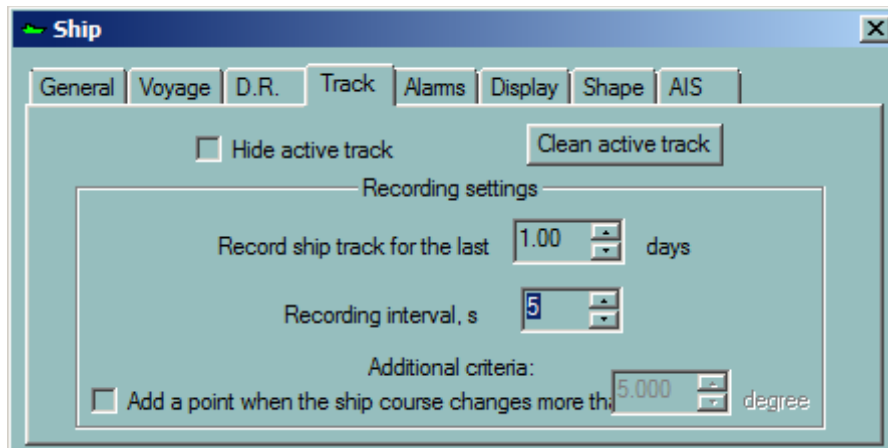 Ship
General Voyage D.R. Track Alarms Display Shape AIS
Hide active track Clean active track
Recording settings
Record ship track for the last 1.00 days
Recording interval, s 5
Additional criteria:
Add a point when the ship course changes more tha 5.000 degree